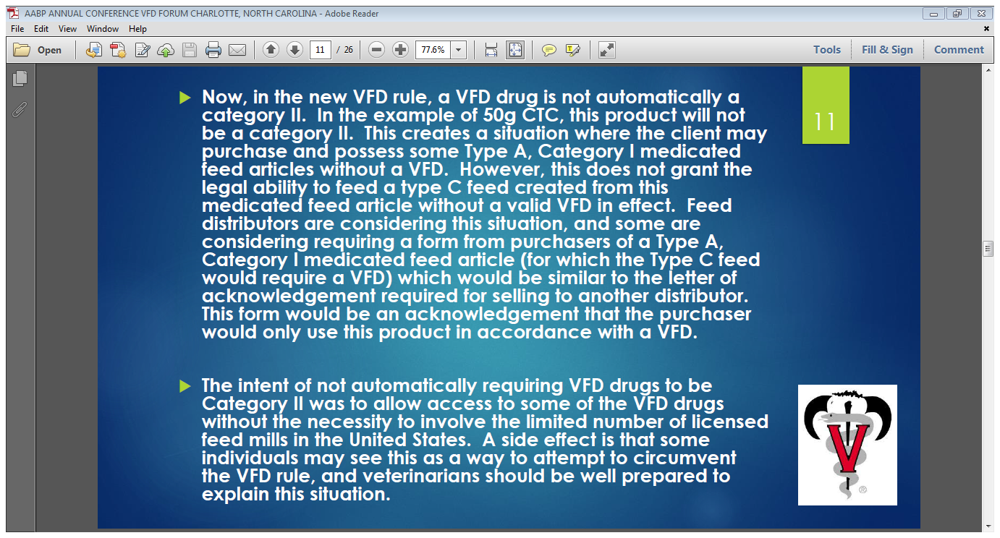 AABP ANNUAL CONFERENCE VFD FORUM CHARLOTTE, NORTH CAROLINA - Adobe Reader
File Edit View Window Help
Open 11 / 26 77.6% Tools Fill & Sign Comment
Now, in the new VFD rule, a VFD drug is not automatically a
category II. In the example of 50g CTC, this product will not
be a category II. This creates a situation where the client may
purchase and possess some Type A, Category I medicated
feed articles without a VFD. However, this does not grant the
legal ability to feed a type C feed created from this
medicated feed article without a valid VFD in effect. Feed
distributors are considering this situation, and some are
considering requiring a form from purchasers of a Type A,
Category I medicated feed article (for which the Type C feed
would require a VFD) which would be similar to the letter of
acknowledgement required for selling to another distributor.
This form would be an acknowledgement that the purchaser
would only use this product in accordance with a VFD.
11
The intent of not automatically requiring VFD drugs to be
Category II was to allow access to some of the VFD drugs
without the necessity to involve the limited number of licensed
feed mills in the United States. A side effect is that some
individuals may see this as a way to attempt to circumvent
the VFD rule, and veterinarians should be well prepared to
explain this situation.
V
®